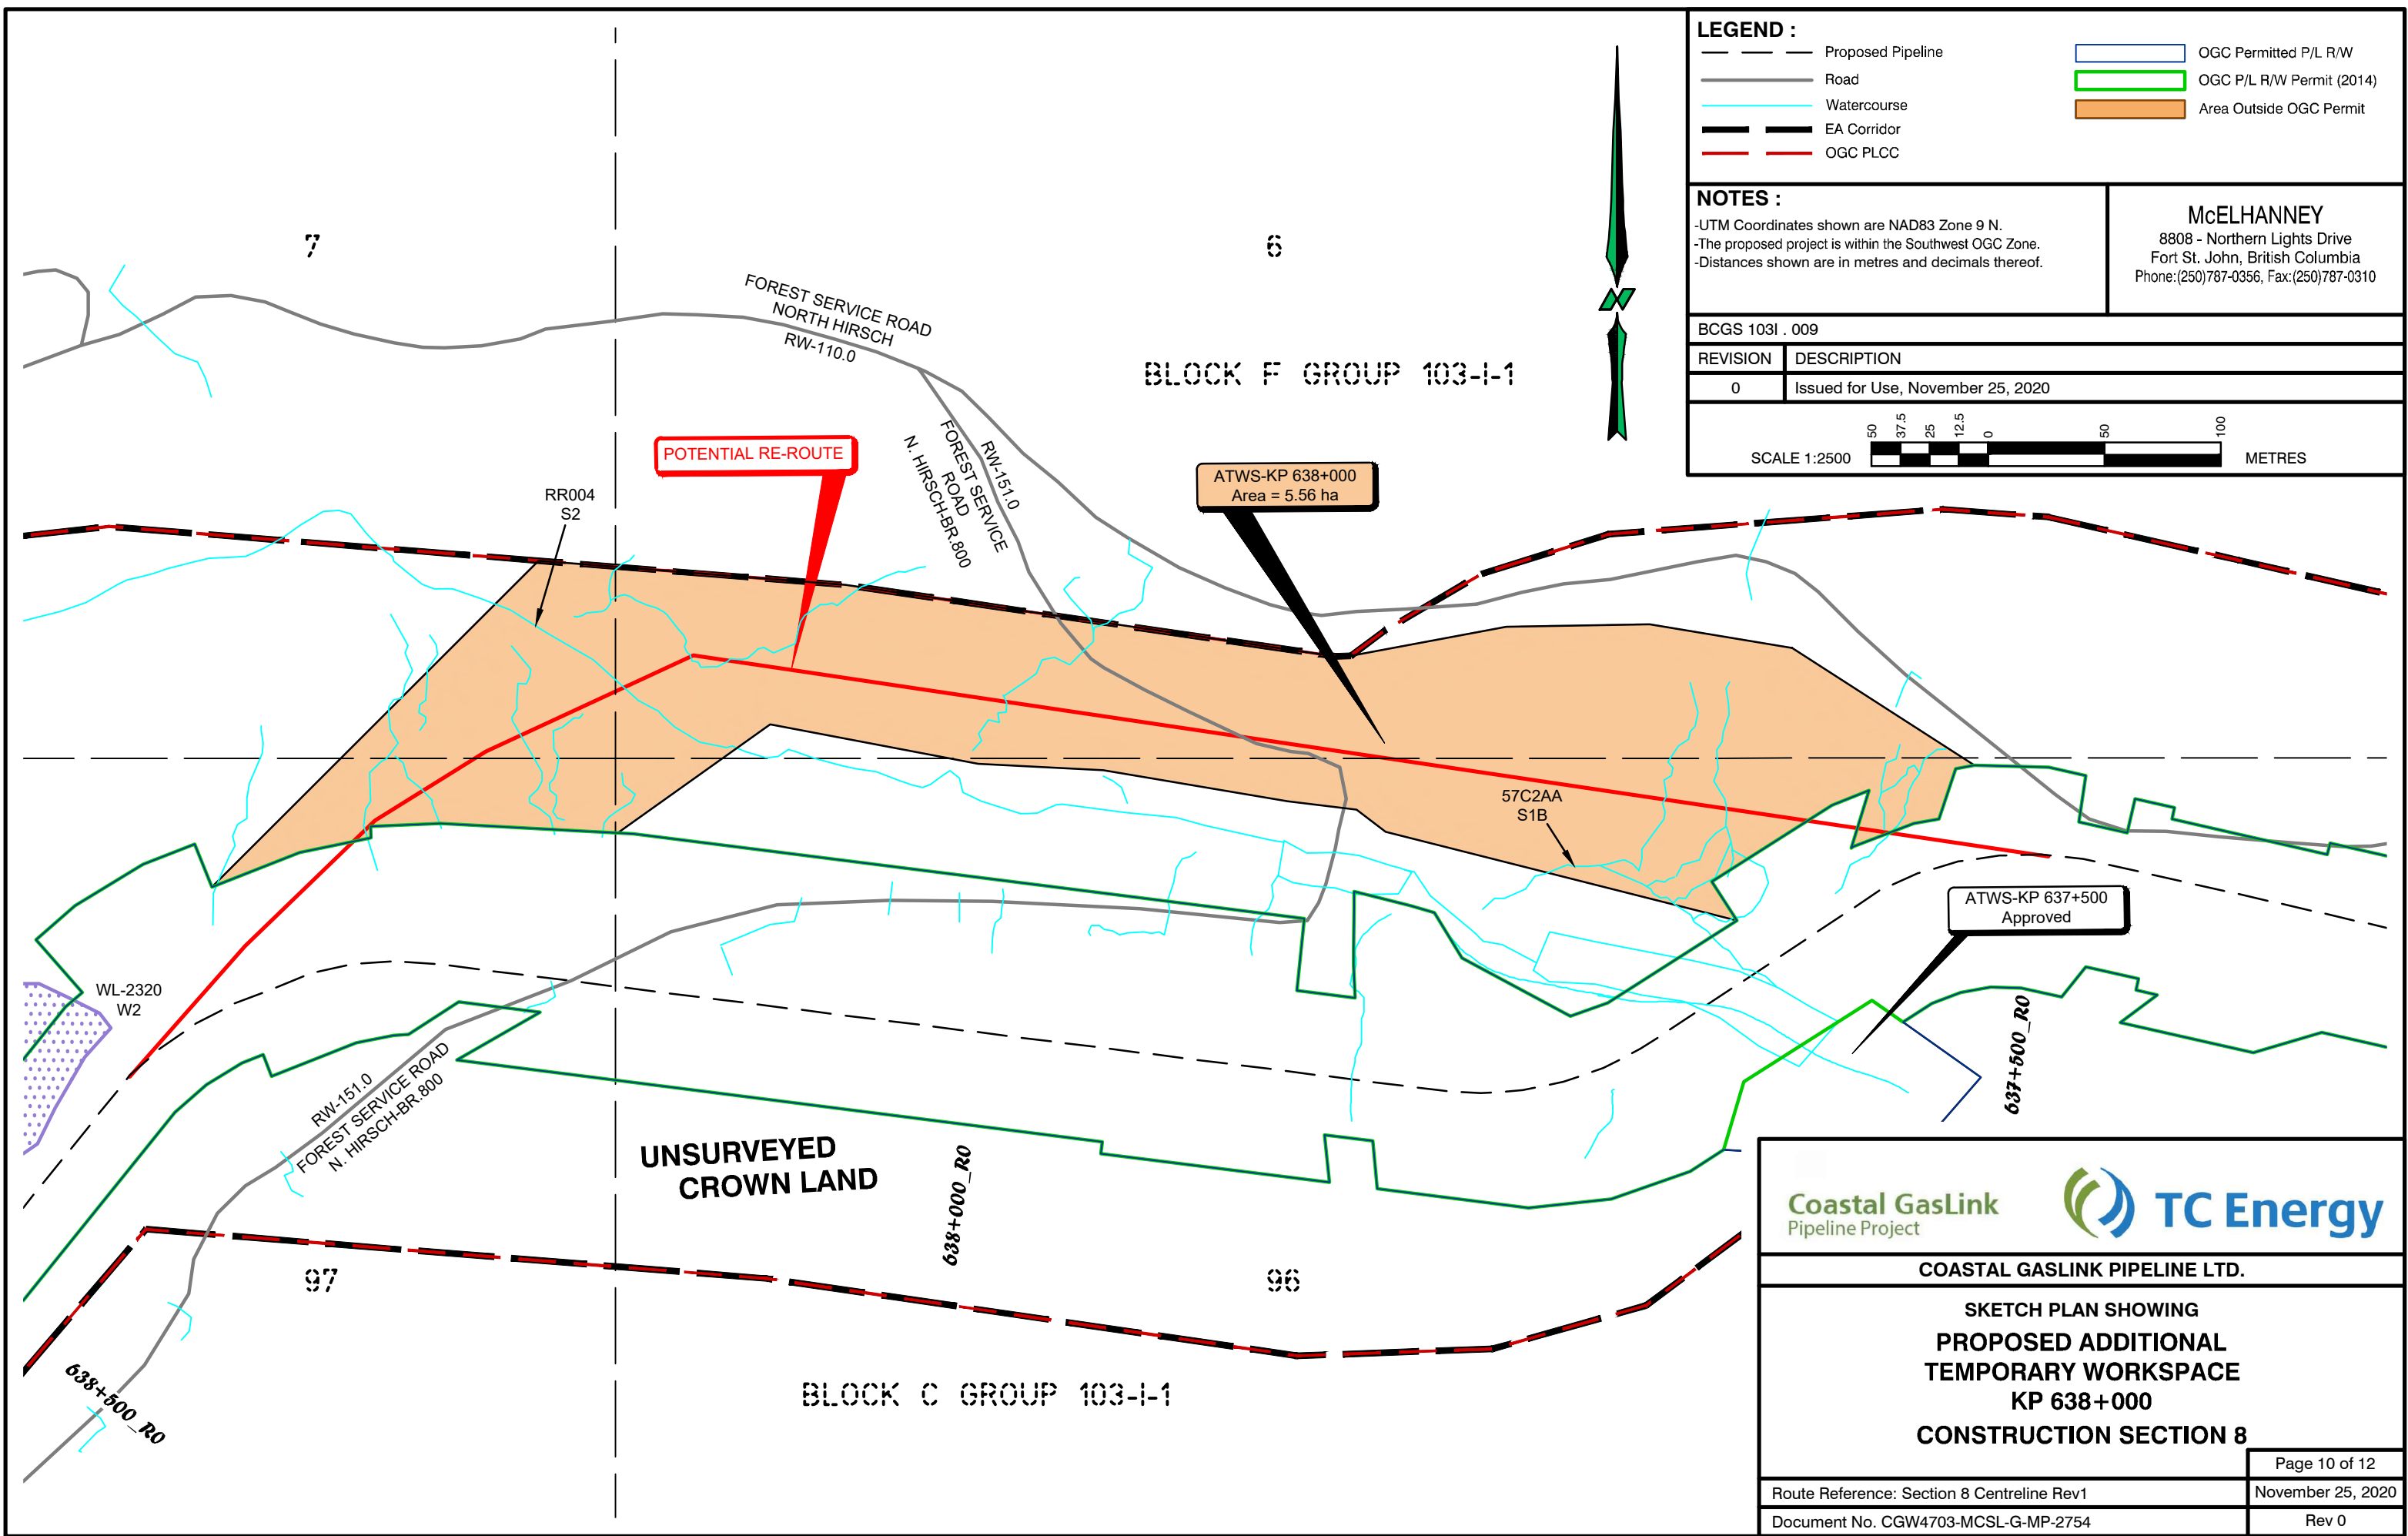 LEGEND :
Proposed Pipeline
Road
Watercourse
EA Corridor
OGC PLCC
OGC Permitted P/L R/W
OGC P/L R/W Permit (2014)
Area Outside OGC Permit
NOTES :
-UTM Coordinates shown are NAD83 Zone 9 N.
-The proposed project is within the Southwest OGC Zone.
-Distances shown are in metres and decimals thereof.
McELHANNEY
8808 - Northern Lights Drive
Fort St. John, British Columbia
Phone:(250)787-0356, Fax:(250)787-0310
BCGS 103I . 009
REVISION DESCRIPTION
0 Issued for Use, November 25, 2020
SCALE 1:2500
50 37.5 25 12.5 0 50 100
METRES
N
7
6
FOREST SERVICE ROAD
NORTH HIRSCH
RW-110.0
BLOCK F GROUP 103-I-1
POTENTIAL RE-ROUTE
RW-151.0
FOREST SERVICE
ROAD
N. HIRSCH-BR.800
ATWS-KP 638+000
Area = 5.56 ha
RR004
S2
57C2AA
S1B
ATWS-KP 637+500
Approved
WL-2320
W2
RW-151.0
FOREST SERVICE ROAD
N. HIRSCH-BR.800
637+500_R0
UNSURVEYED
CROWN LAND
638+000_R0
97
96
638+500_R0
BLOCK C GROUP 103-I-1
Coastal GasLink
Pipeline Project
TC Energy
COASTAL GASLINK PIPELINE LTD.
SKETCH PLAN SHOWING
PROPOSED ADDITIONAL
TEMPORARY WORKSPACE
KP 638+000
CONSTRUCTION SECTION 8
Page 10 of 12
Route Reference: Section 8 Centreline Rev1
November 25, 2020
Document No. CGW4703-MCSL-G-MP-2754
Rev 0